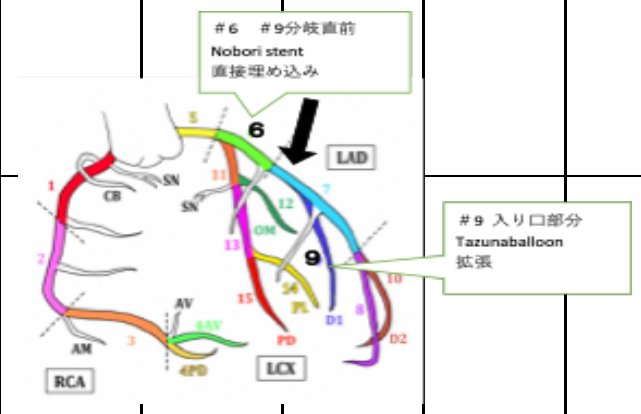 #6 #9分岐直前
Nobori stent
直接埋め込み
5
6
LAD
11
7
1
SN
CB
SN
12
OM
#9 入り口部分
Tazunaballoon
拡張
13
2
9
10
14
PL
15
8
AV
6AV
D1
3
PD
D2
AM
4PD
LCX
RCA